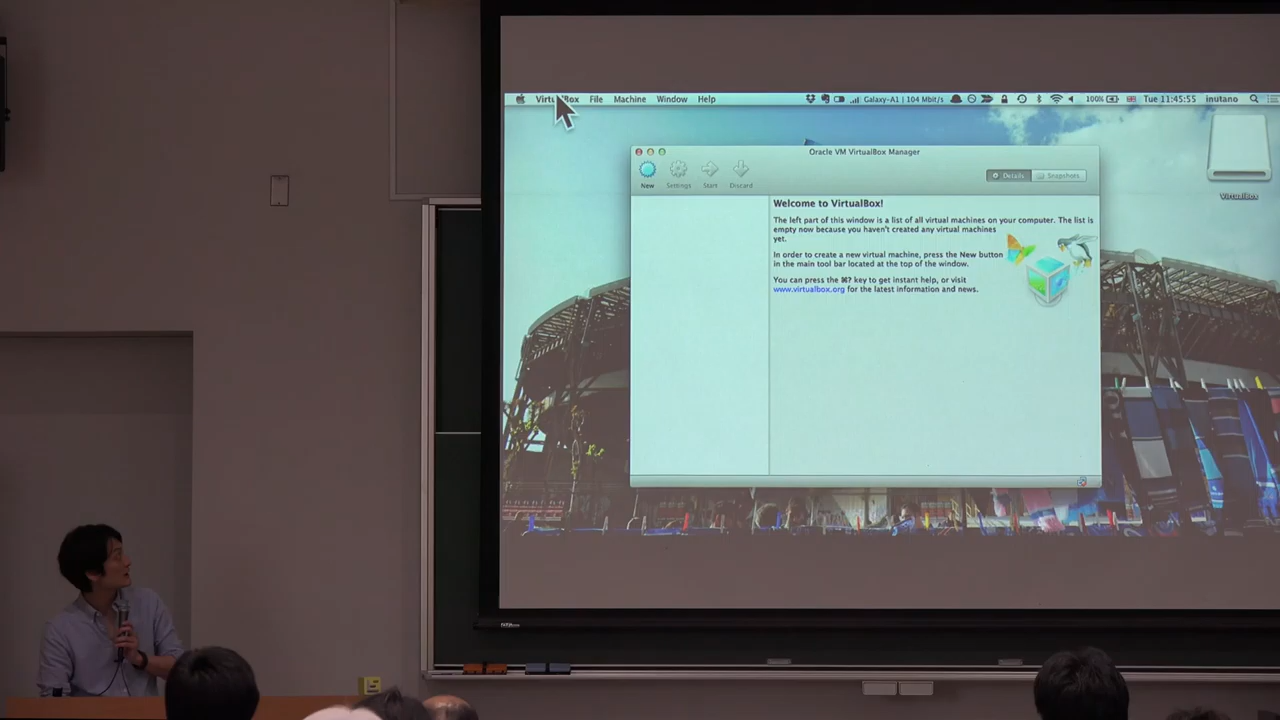 VirtualBox File Machine Window Help Galaxy-A1 | 104 Mbit/s 100% Tue 11:45:55 inutano
Oracle VM VirtualBox Manager
New Settings Start Discard Details Snapshots
Welcome to VirtualBox!
The left part of this window is a list of all virtual machines on your computer. The list is
empty now because you haven't created any virtual machines
yet.
In order to create a new virtual machine, press the New button
in the main tool bar located at the top of the window.
You can press the ⌘? key to get instant help, or visit
www.virtualbox.org for the latest information and news.
VirtualBox